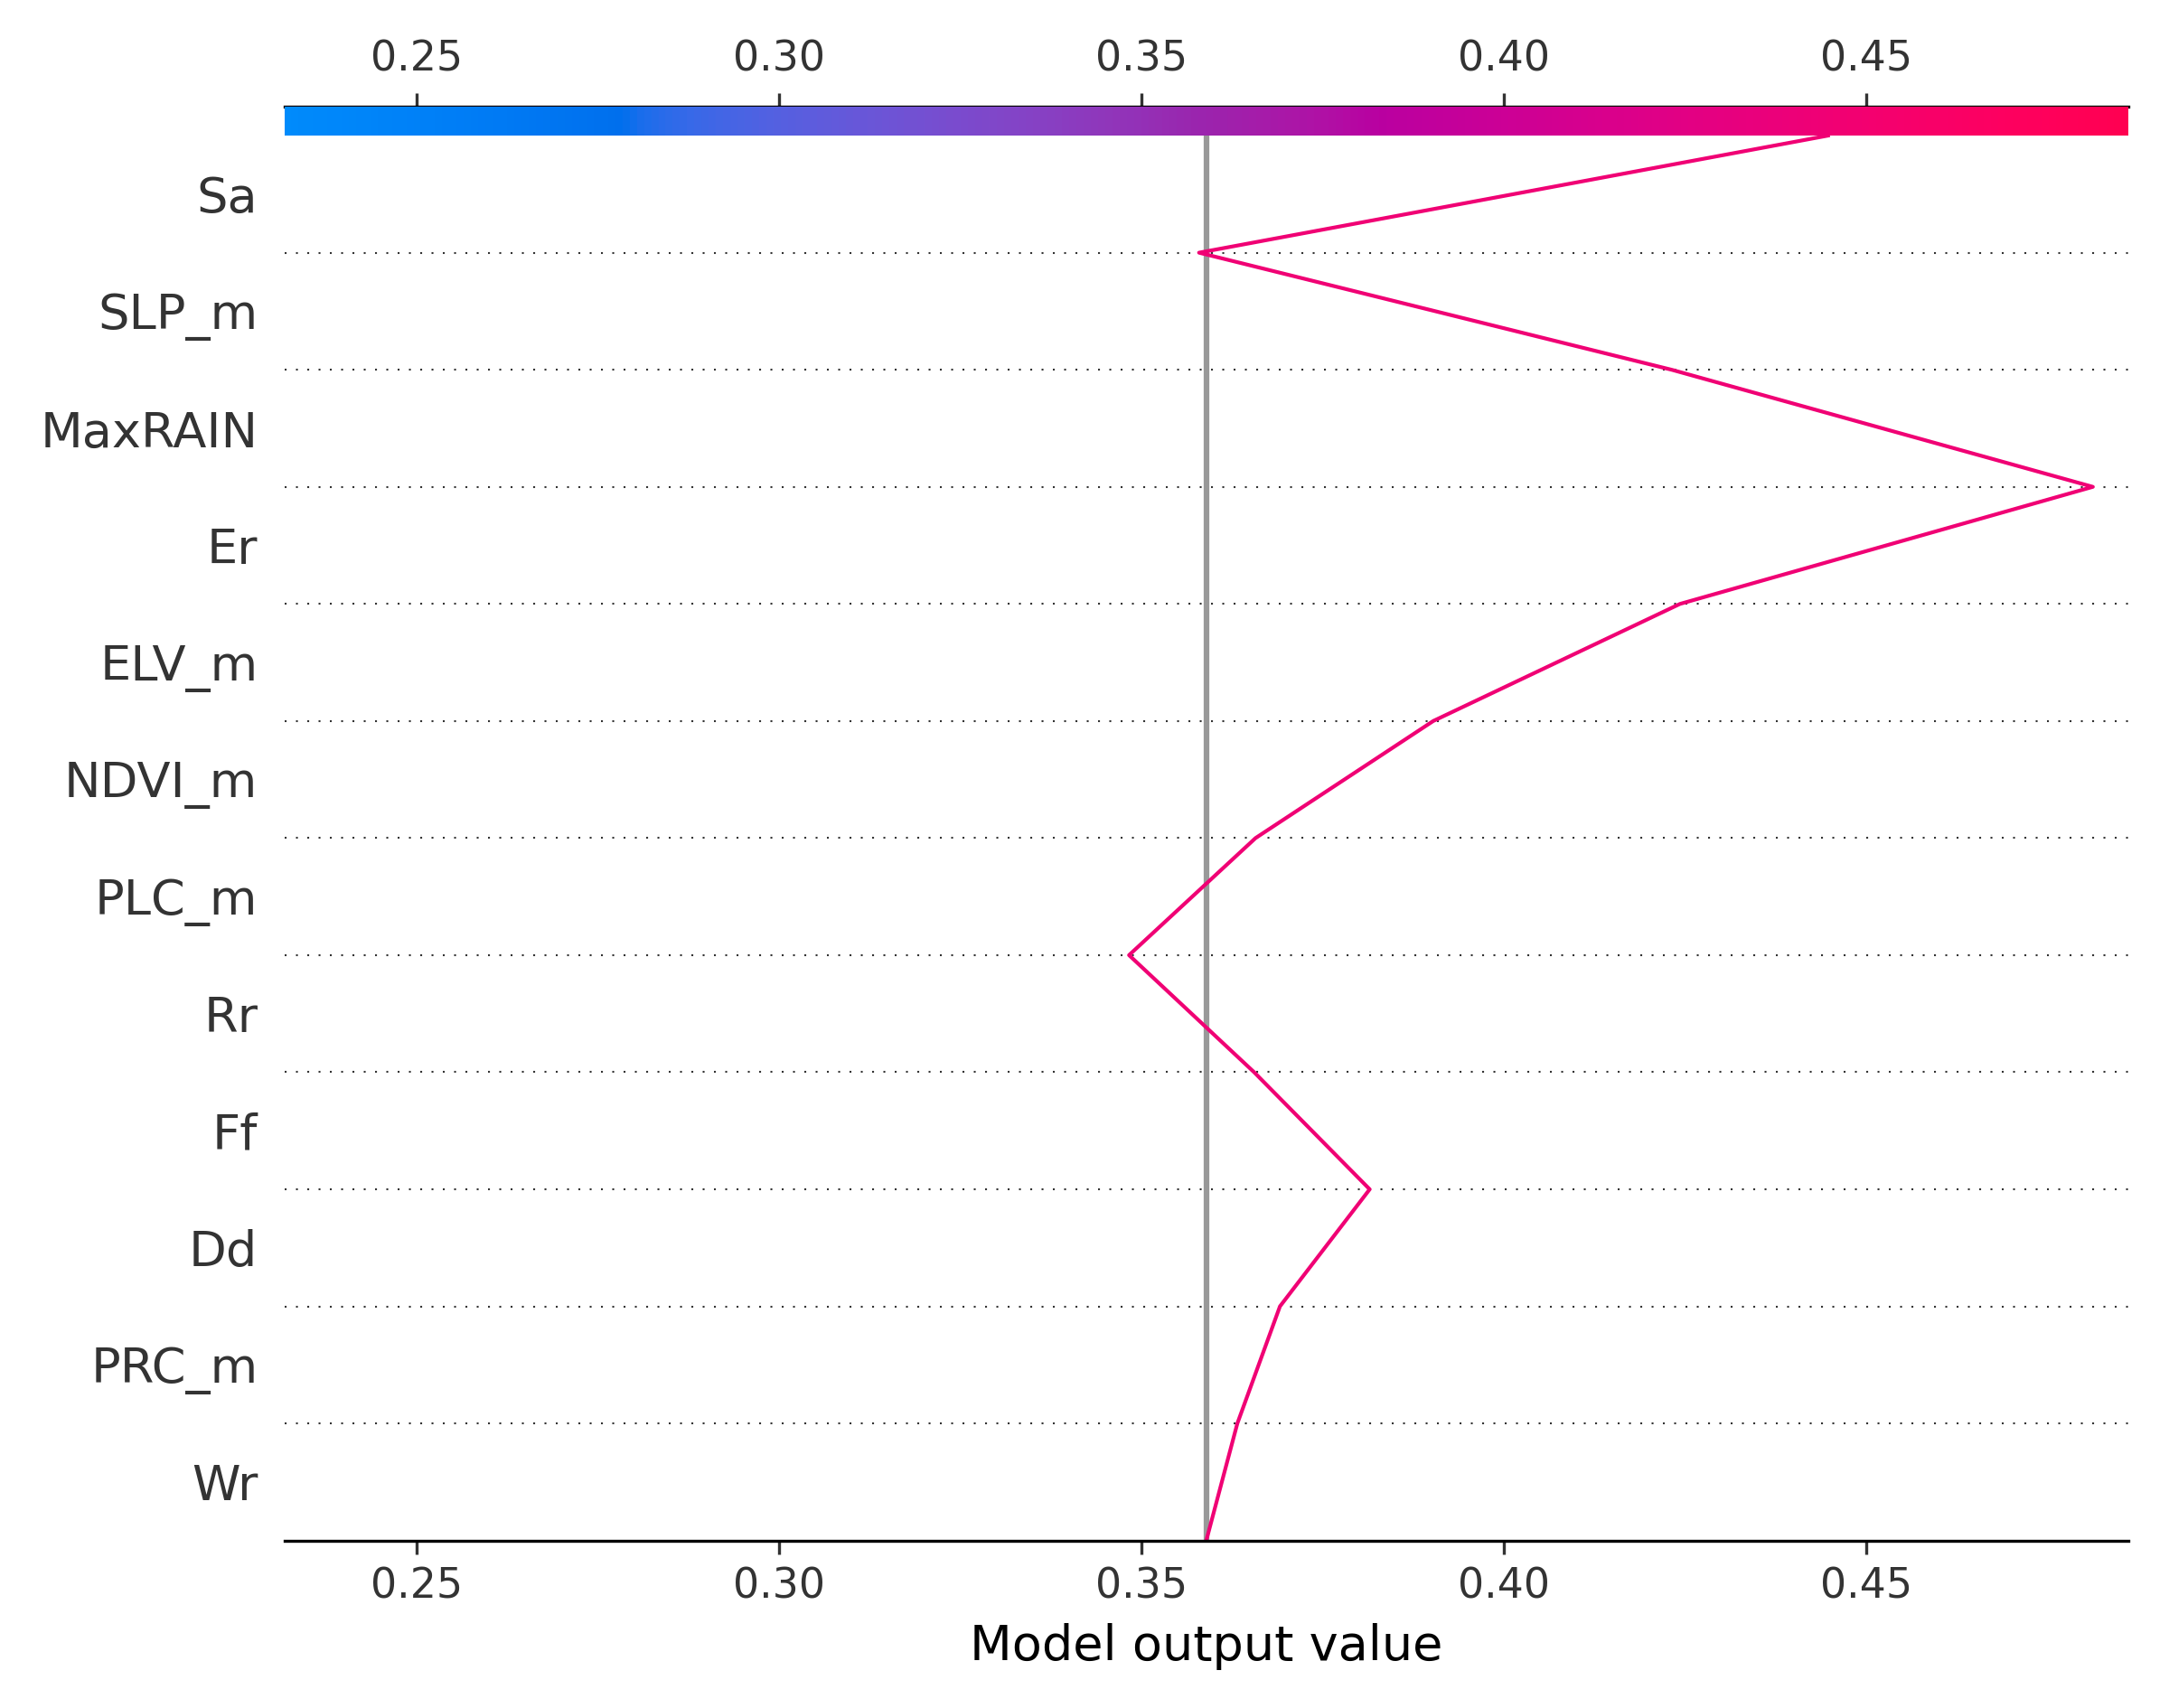 0.25 0.30 0.35 0.40 0.45
Sa
SLP_m
MaxRAIN
Er
ELV_m
NDVI_m
PLC_m
Rr
Ff
Dd
PRC_m
Wr
0.25 0.30 0.35 0.40 0.45
Model output value